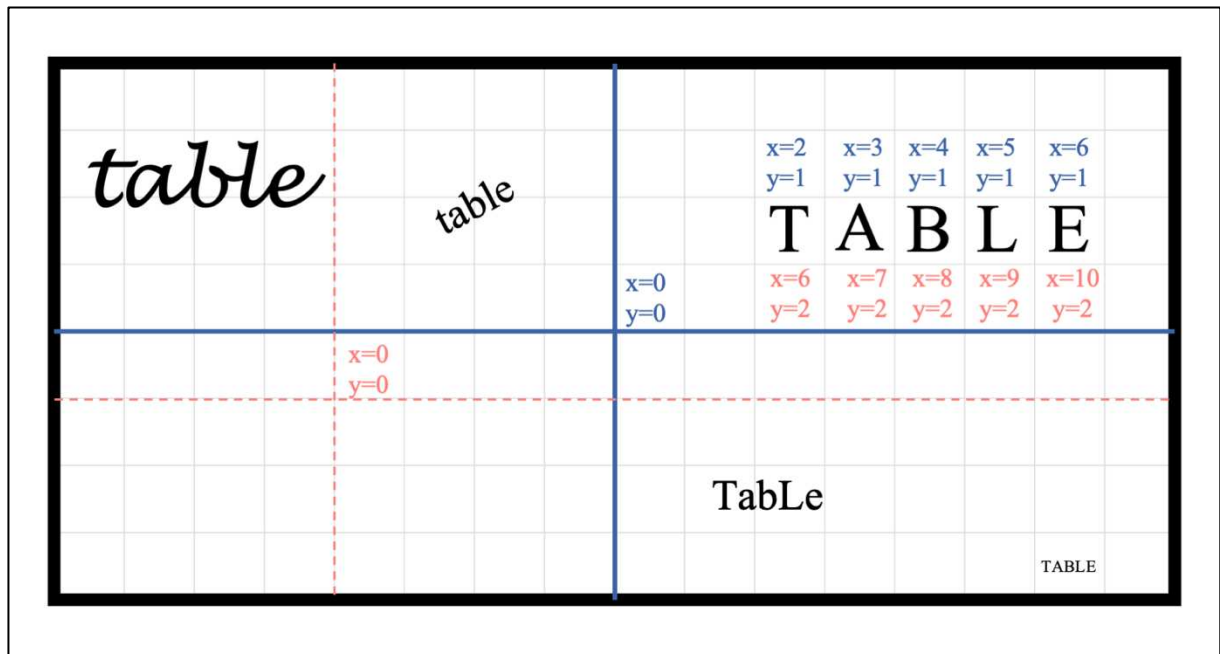 x=2 x=3 x=4 x=5 x=6
y=1 y=1 y=1 y=1 y=1
table
table
T A B L E
x=6 x=7 x=8 x=9 x=10
y=2 y=2 y=2 y=2 y=2
x=0
y=0
x=0
y=0
TabLe
TABLE